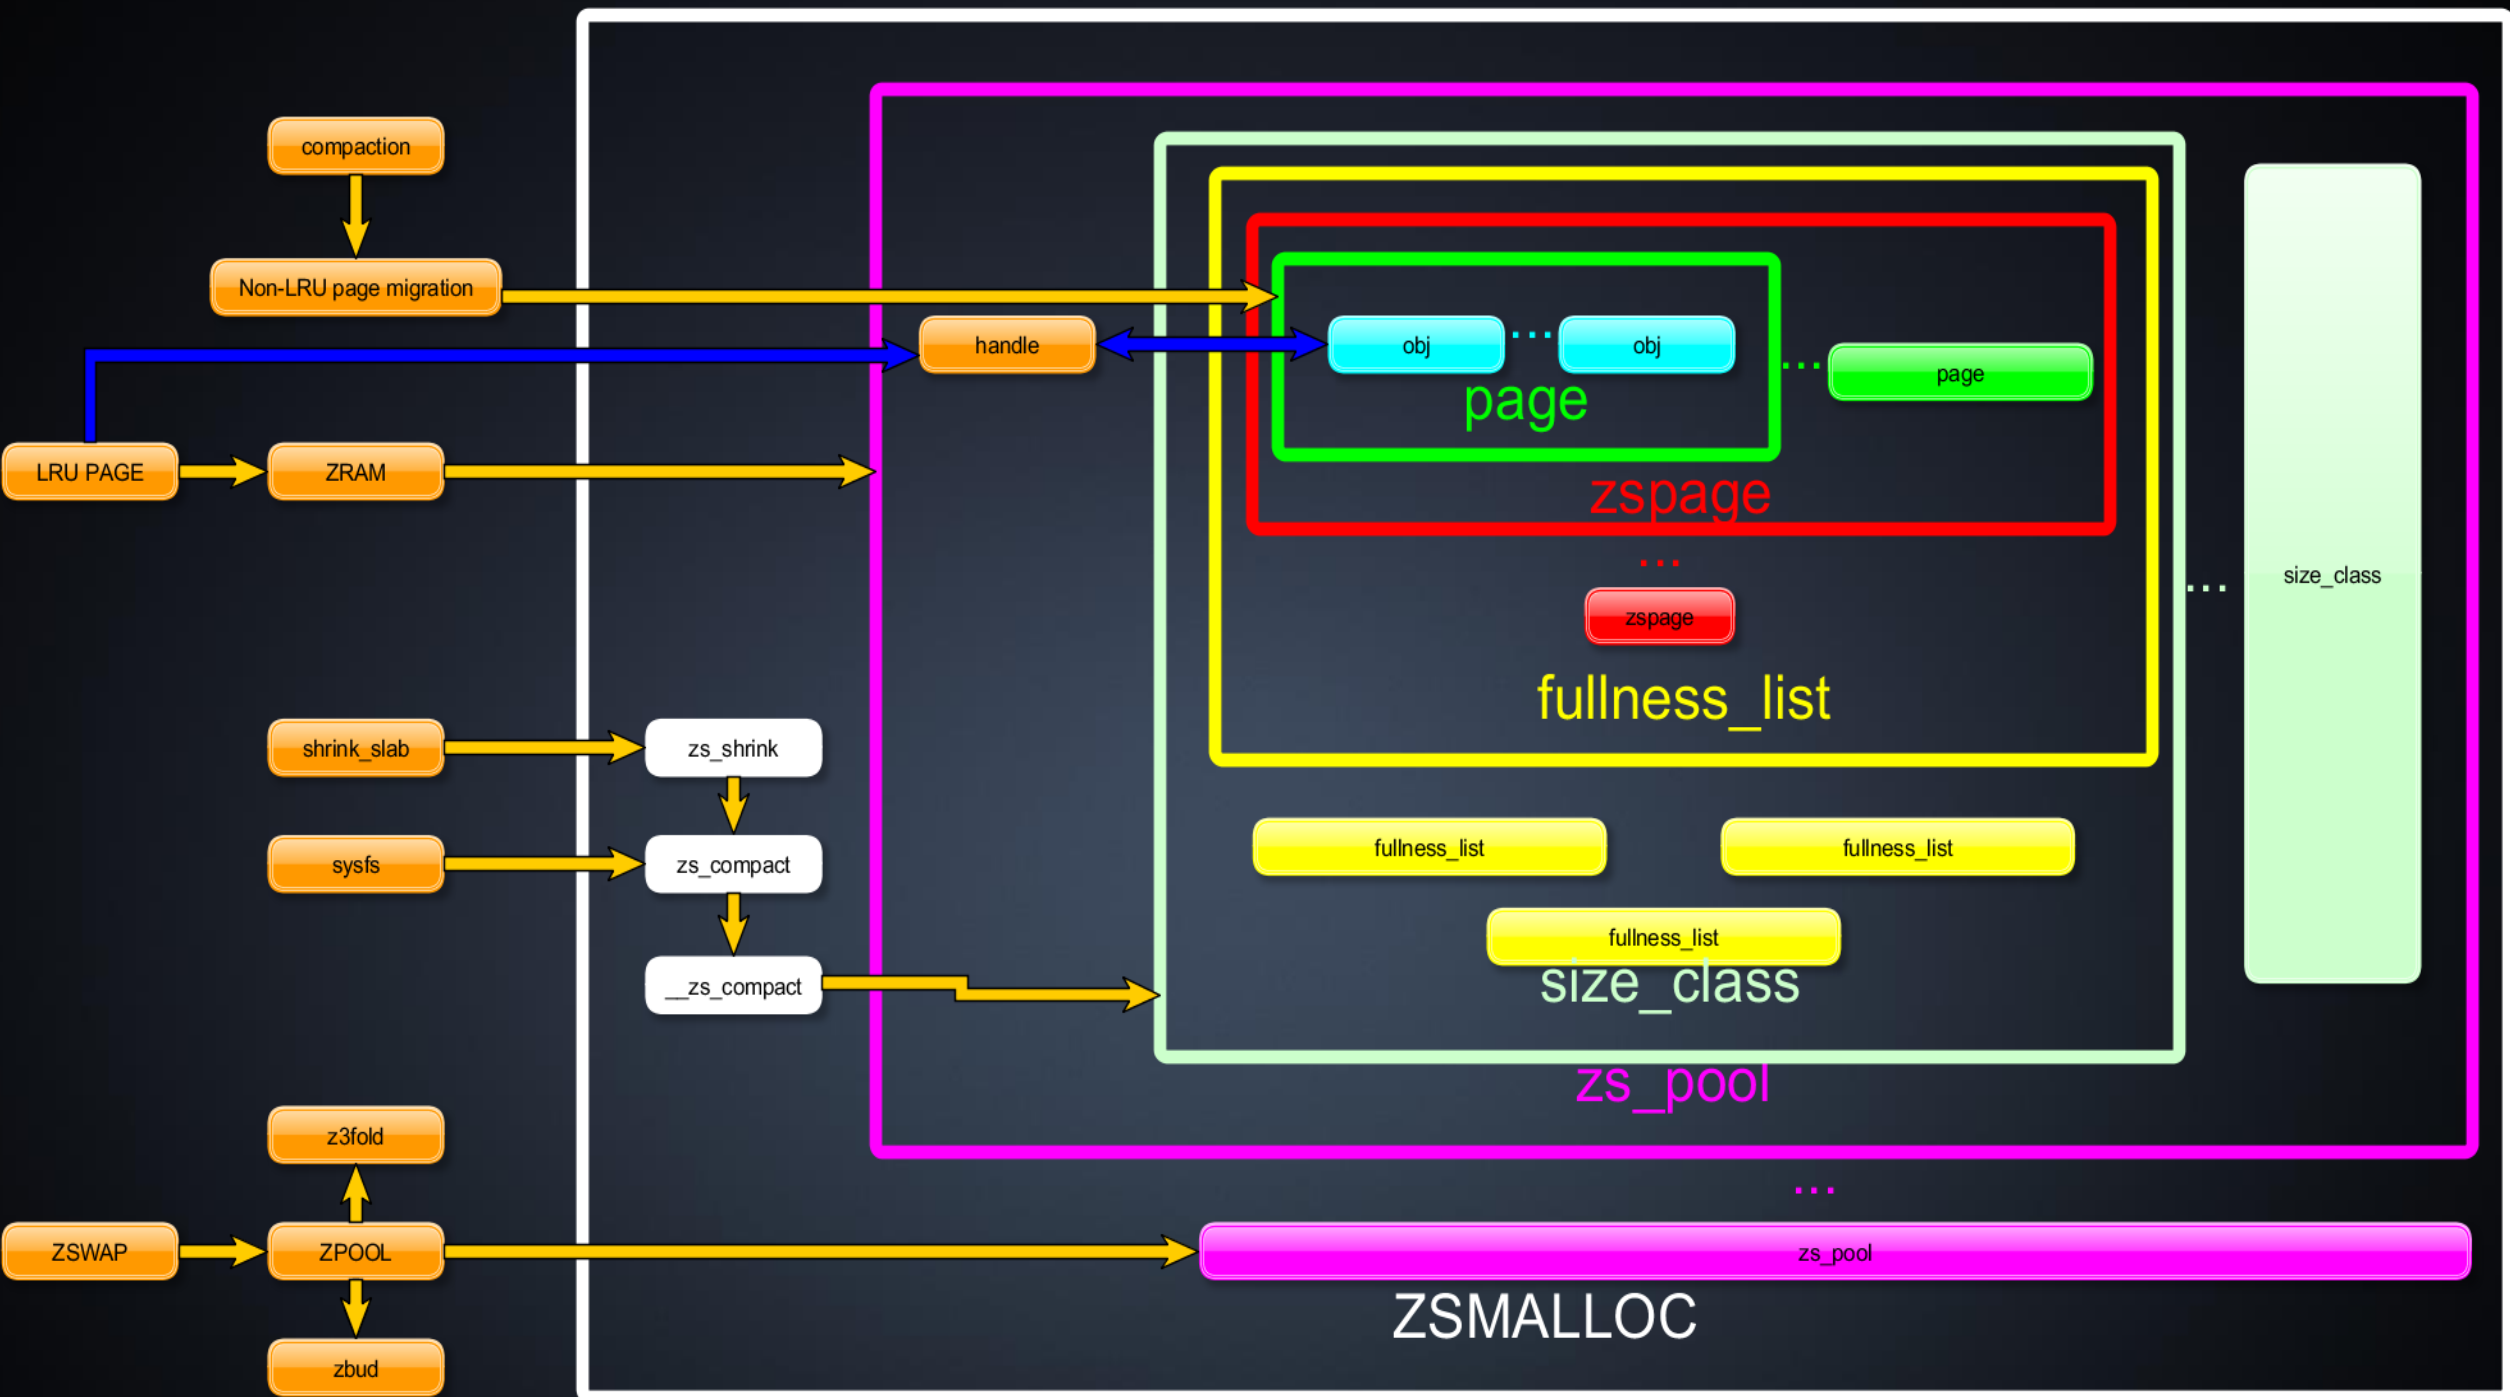 compaction
Non-LRU page migration
handle
obj
...
obj
page
...
page
LRU PAGE
ZRAM
zspage
...
zspage
fullness_list
...
size_class
shrink_slab
zs_shrink
sysfs
zs_compact
fullness_list
fullness_list
fullness_list
__zs_compact
size_class
zs_pool
z3fold
...
ZSWAP
ZPOOL
zs_pool
ZSMALLOC
zbud